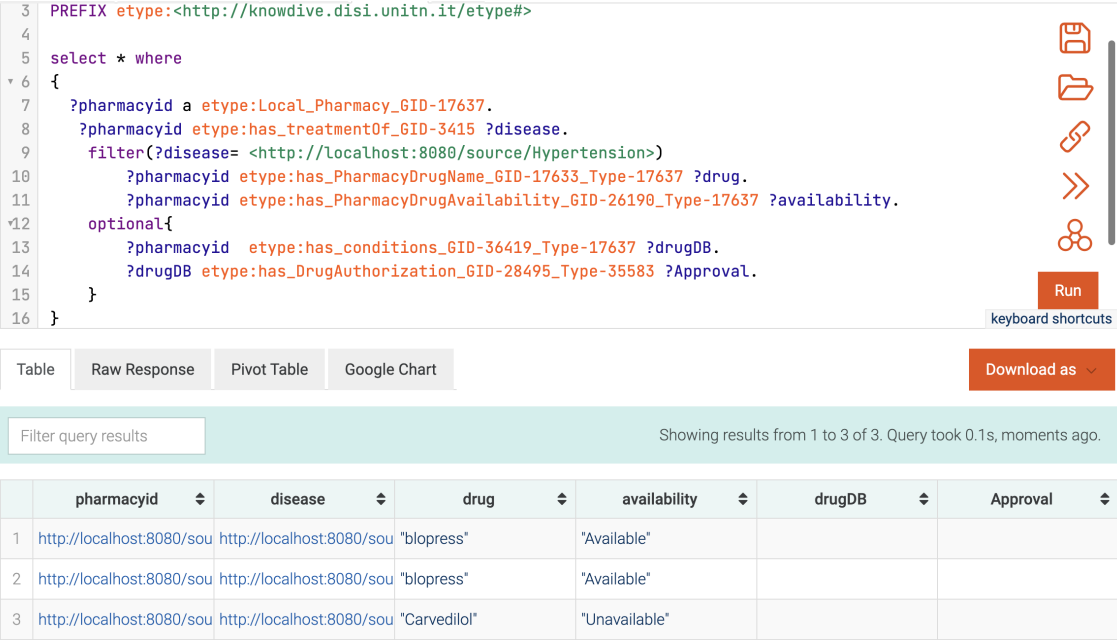 3 PREFIX etype:<http://knowdive.disi.unitn.it/etype#>
4
5 select * where
6 {
7 ?pharmacyid a etype:Local_Pharmacy_GID-17637.
8 ?pharmacyid etype:has_treatmentOf_GID-3415 ?disease.
9 filter(?disease= <http://localhost:8080/source/Hypertension>)
10 ?pharmacyid etype:has_PharmacyDrugName_GID-17633_Type-17637 ?drug.
11 ?pharmacyid etype:has_PharmacyDrugAvailability_GID-26190_Type-17637 ?availability.
12 optional{
13 ?pharmacyid etype:has_conditions_GID-36419_Type-17637 ?drugDB.
14 ?drugDB etype:has_DrugAuthorization_GID-28495_Type-35583 ?Approval.
15 }
16 }
Run
keyboard shortcuts
Table Raw Response Pivot Table Google Chart Download as
Filter query results Showing results from 1 to 3 of 3. Query took 0.1s, moments ago.
pharmacyid disease drug availability drugDB Approval
1 http://localhost:8080/sou http://localhost:8080/sou "blopress" "Available"
2 http://localhost:8080/sou http://localhost:8080/sou "blopress" "Available"
3 http://localhost:8080/sou http://localhost:8080/sou "Carvedilol" "Unavailable"